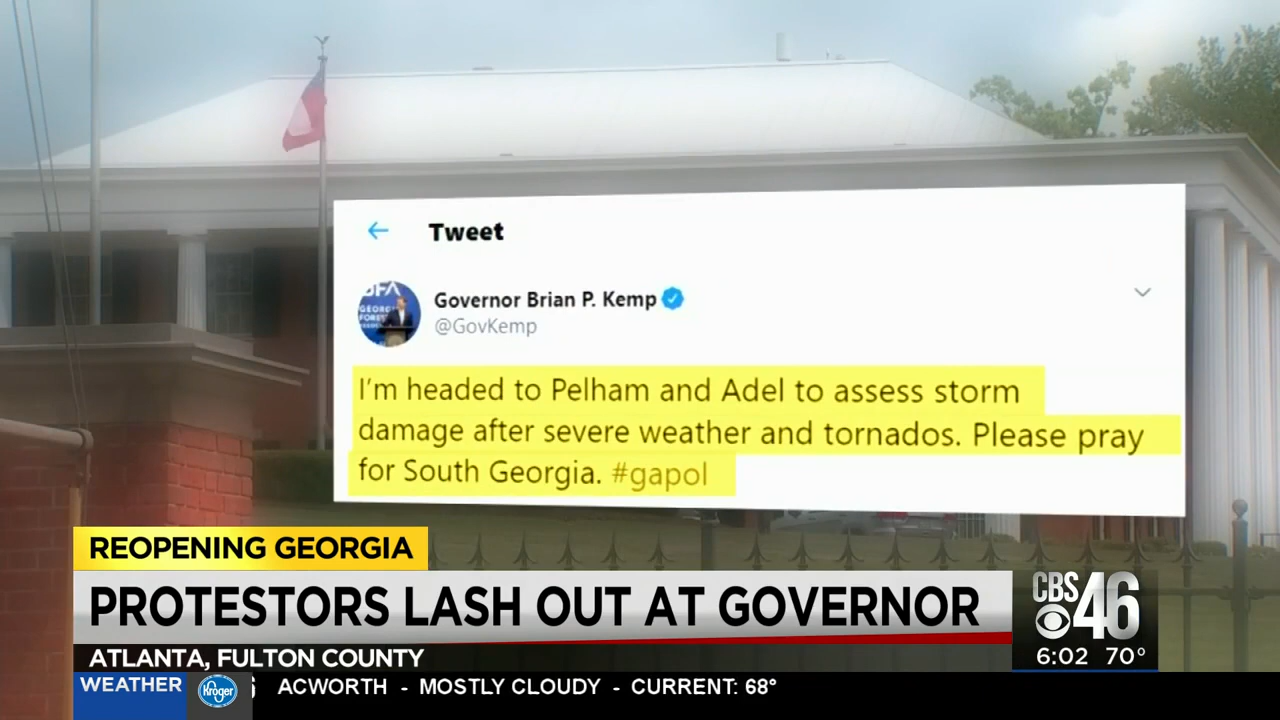 Tweet
Governor Brian P. Kemp
@GovKemp
I'm headed to Pelham and Adel to assess storm
damage after severe weather and tornados. Please pray
for South Georgia. #gapol
REOPENING GEORGIA
PROTESTORS LASH OUT AT GOVERNOR
ATLANTA, FULTON COUNTY
CBS 46
6:02 70°
WEATHER Kroger ACWORTH - MOSTLY CLOUDY - CURRENT: 68°